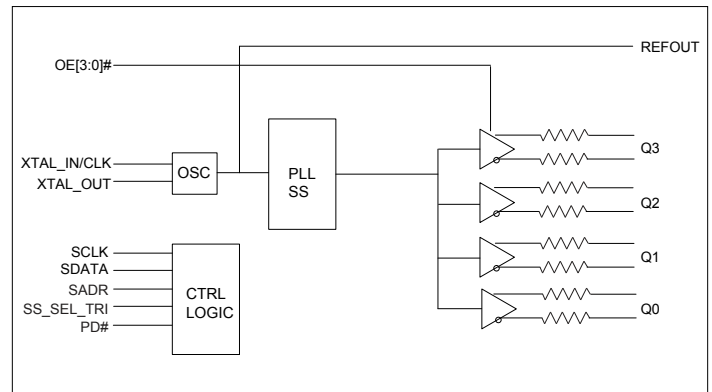 REFOUT
OE[3:0]#
XTAL_IN/CLK
XTAL_OUT
OSC
PLL
SS
Q3
Q2
Q1
Q0
SCLK
SDATA
SADR
SS_SEL_TRI
PD#
CTRL
LOGIC